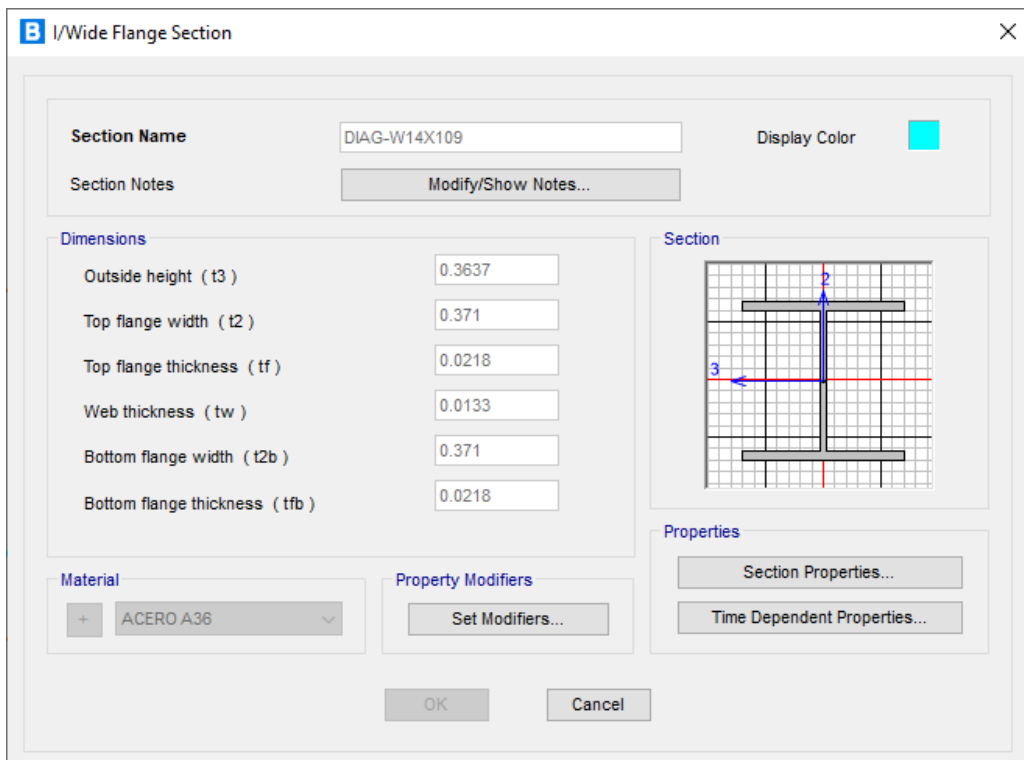 B I/Wide Flange Section
Section Name DIAG-W14X109 Display Color
Section Notes Modify/Show Notes...
Dimensions
Outside height ( t3 ) 0.3637
Top flange width ( t2 ) 0.371
Top flange thickness ( tf ) 0.0218
Web thickness ( tw ) 0.0133
Bottom flange width ( t2b ) 0.371
Bottom flange thickness ( tfb ) 0.0218
Section
2
3
Material
+ ACERO A36
Property Modifiers
Set Modifiers...
Properties
Section Properties...
Time Dependent Properties...
OK Cancel